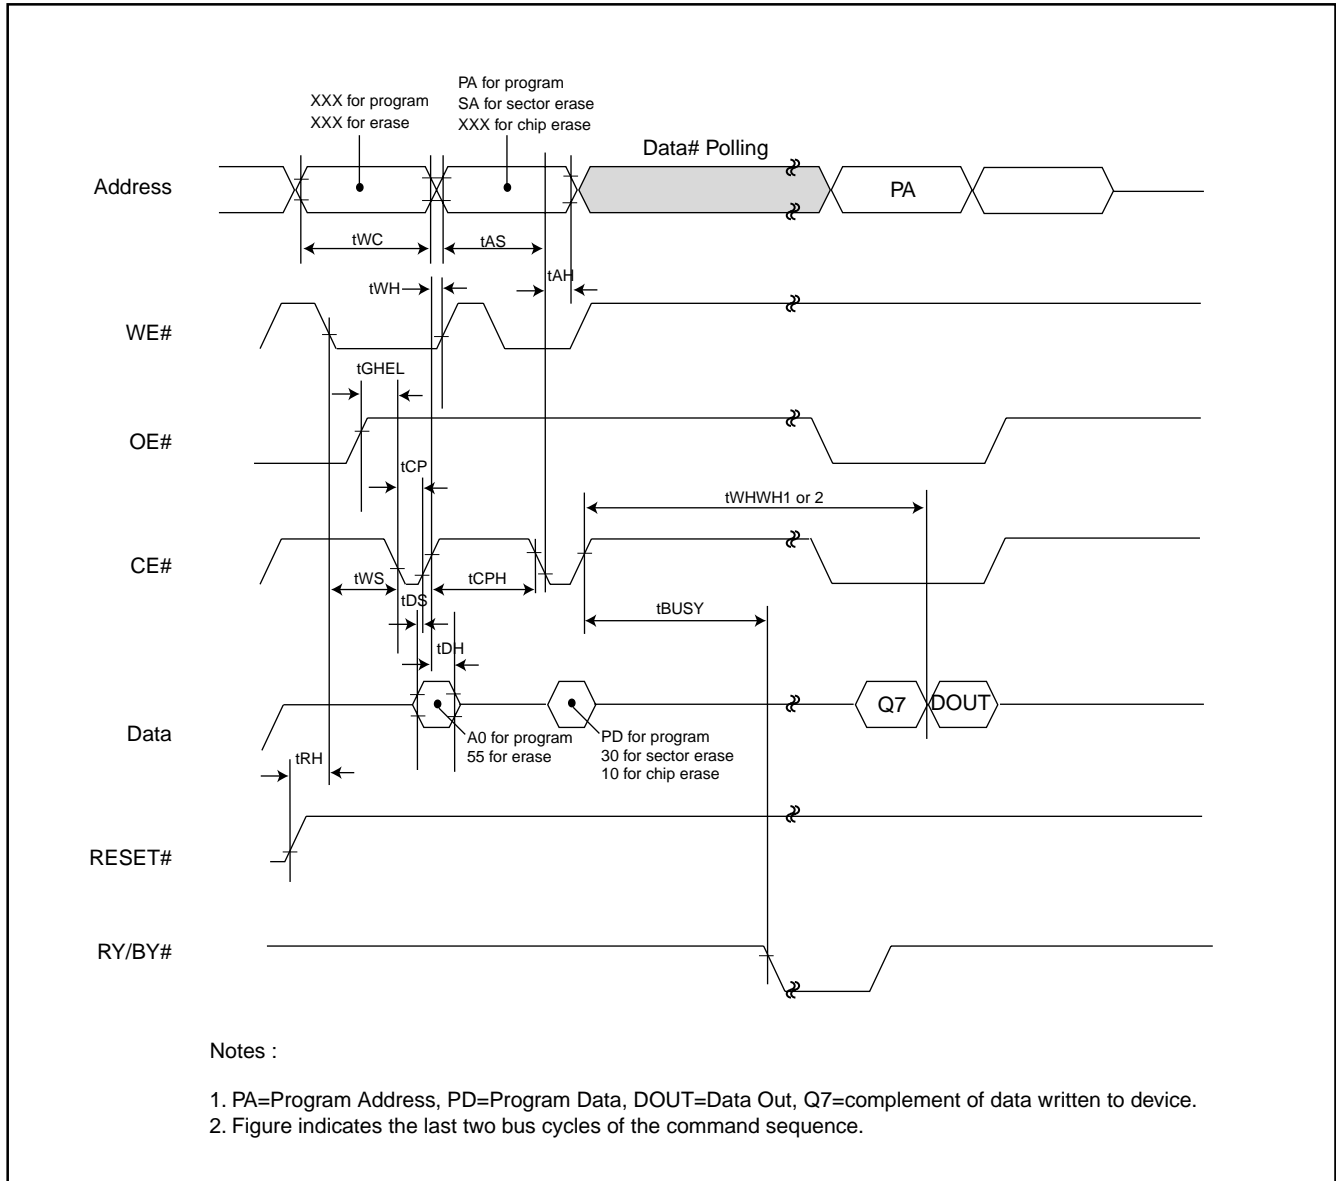 XXX for program
XXX for erase
PA for program
SA for sector erase
XXX for chip erase
Data# Polling
Address
PA
tWC
tAS
tAH
tWH
WE#
tGHEL
OE#
tCP
tWHWH1 or 2
CE#
tWS
tCPH
tDS
tBUSY
tDH
Data
Q7
DOUT
A0 for program
55 for erase
PD for program
30 for sector erase
10 for chip erase
tRH
RESET#
RY/BY#
Notes :
1. PA=Program Address, PD=Program Data, DOUT=Data Out, Q7=complement of data written to device.
2. Figure indicates the last two bus cycles of the command sequence.